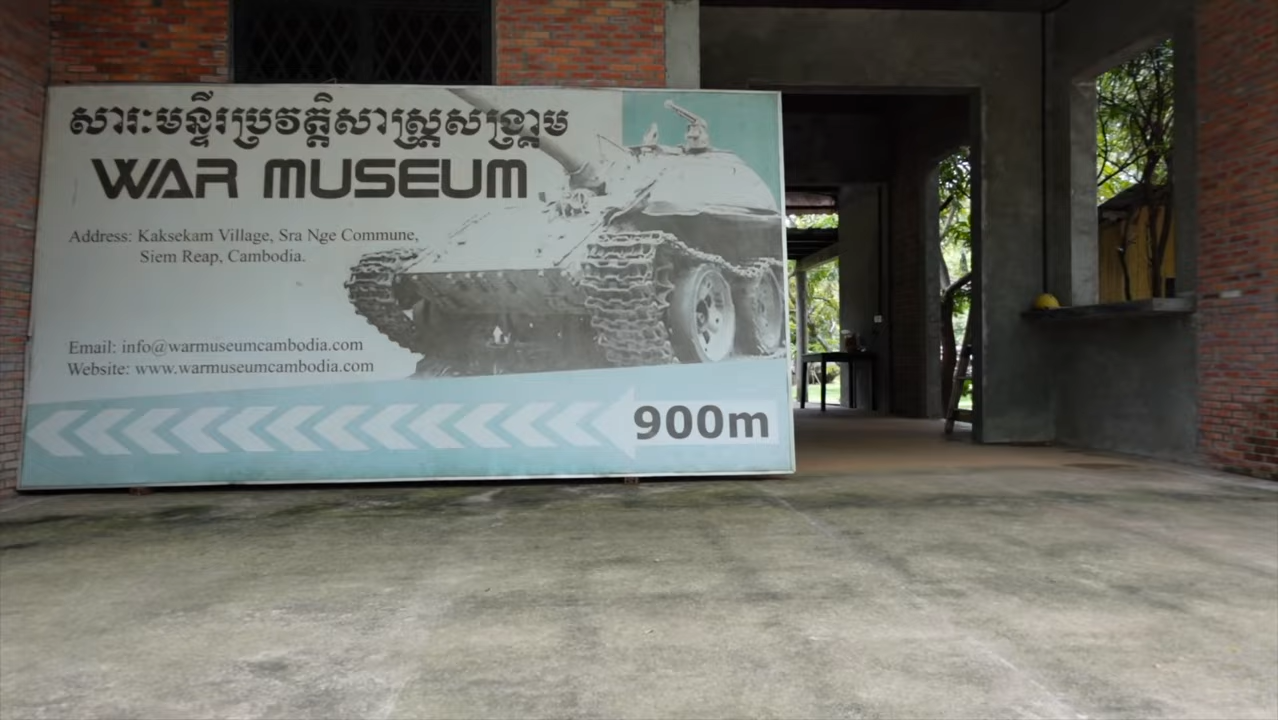 សារៈមន្ទីរប្រវត្តិសាស្ត្រសង្គ្រាម
WAR MUSEUM
Address: Kaksekam Village, Sra Nge Commune,
Siem Reap, Cambodia.
Email: info@warmuseumcambodia.com
Website: www.warmuseumcambodia.com
900m